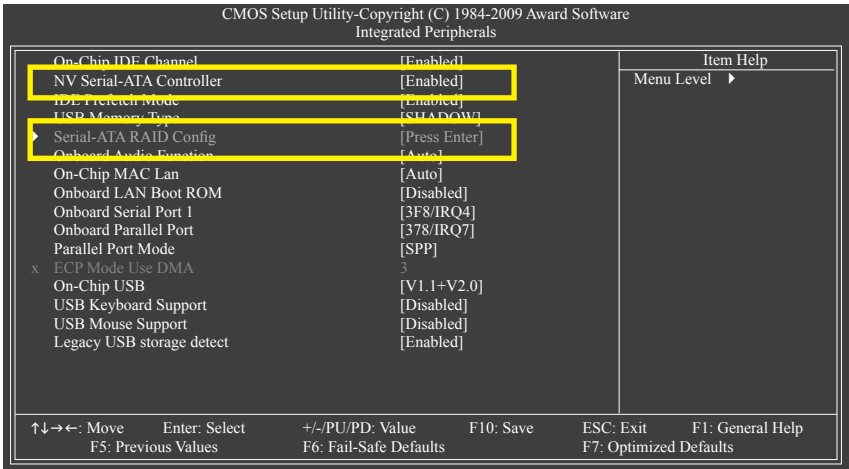 CMOS Setup Utility-Copyright (C) 1984-2009 Award Software
Integrated Peripherals
On-Chip IDE Channel [Enabled]
NV Serial-ATA Controller [Enabled]
IDE Prefetch Mode [Enabled]
USB Memory Type [SHADOW]
Serial-ATA RAID Config [Press Enter]
Onboard Audio Function [Auto]
On-Chip MAC Lan [Auto]
Onboard LAN Boot ROM [Disabled]
Onboard Serial Port 1 [3F8/IRQ4]
Onboard Parallel Port [378/IRQ7]
Parallel Port Mode [SPP]
x ECP Mode Use DMA 3
On-Chip USB [V1.1+V2.0]
USB Keyboard Support [Disabled]
USB Mouse Support [Disabled]
Legacy USB storage detect [Enabled]
Item Help
Menu Level
↑↓→←: Move Enter: Select +/-/PU/PD: Value F10: Save ESC: Exit F1: General Help
F5: Previous Values F6: Fail-Safe Defaults F7: Optimized Defaults